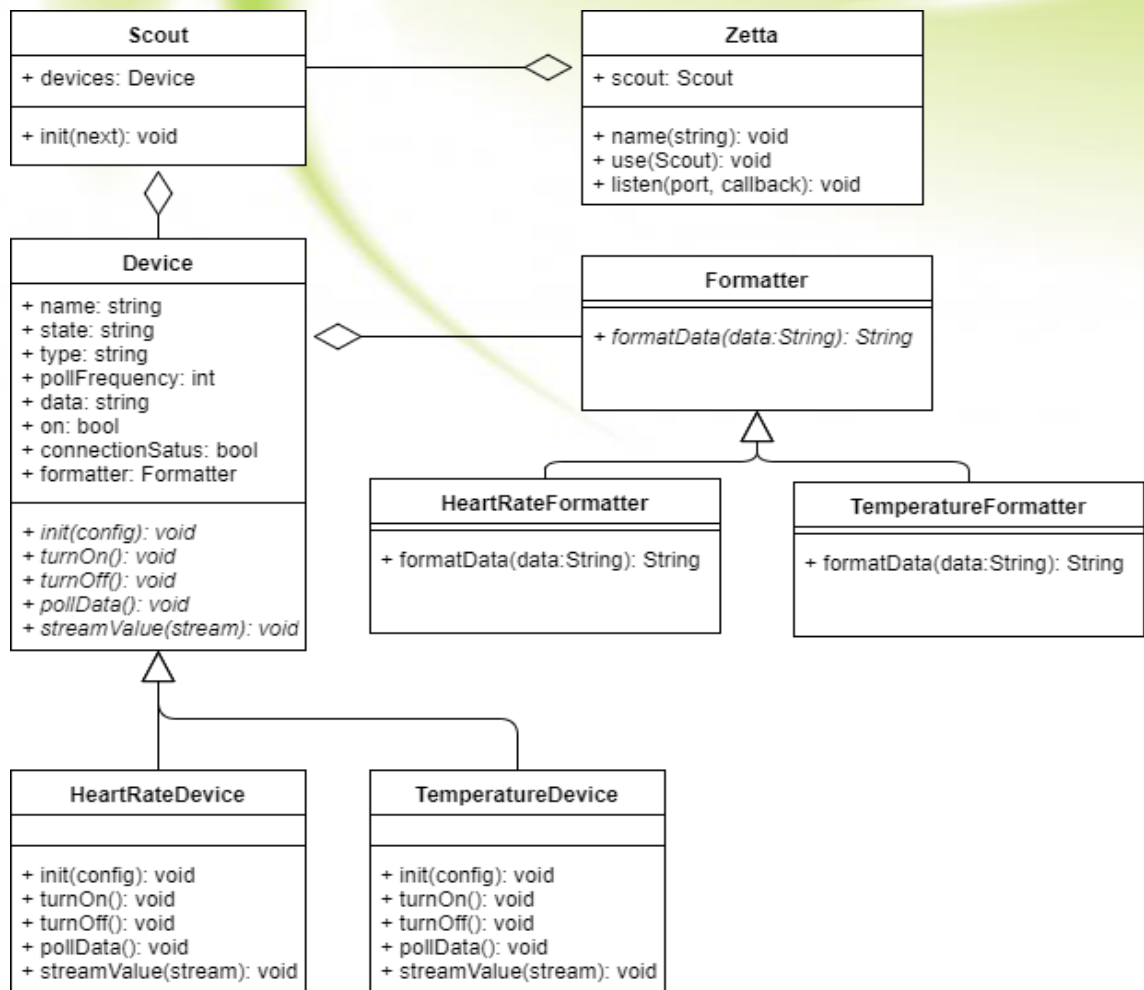 Scout
+ devices: Device
+ init(next): void
Zetta
+ scout: Scout
+ name(string): void
+ use(Scout): void
+ listen(port, callback): void
Device
+ name: string
+ state: string
+ type: string
+ pollFrequency: int
+ data: string
+ on: bool
+ connectionSatus: bool
+ formatter: Formatter
+ init(config): void
+ turnOn(): void
+ turnOff(): void
+ pollData(): void
+ streamValue(stream): void
Formatter
+ formatData(data:String): String
HeartRateFormatter
+ formatData(data:String): String
TemperatureFormatter
+ formatData(data:String): String
HeartRateDevice
+ init(config): void
+ turnOn(): void
+ turnOff(): void
+ pollData(): void
+ streamValue(stream): void
TemperatureDevice
+ init(config): void
+ turnOn(): void
+ turnOff(): void
+ pollData(): void
+ streamValue(stream): void